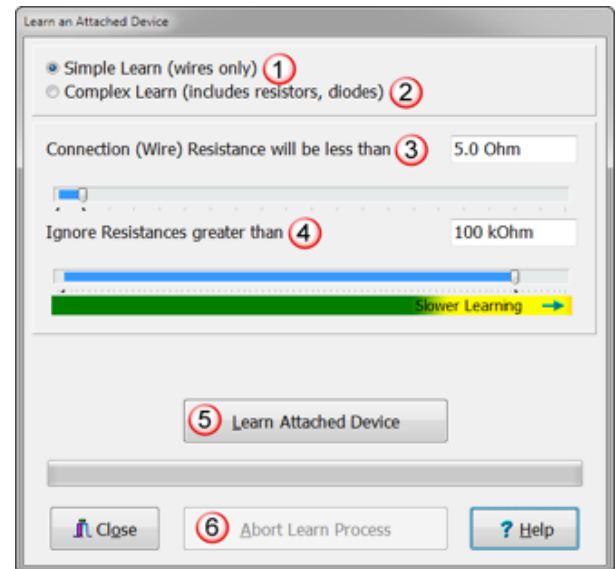 Learn an Attached Device
Simple Learn (wires only) 1
Complex Learn (includes resistors, diodes) 2
Connection (Wire) Resistance will be less than 3 5.0 Ohm
Ignore Resistances greater than 4 100 kOhm
Slower Learning
5 Learn Attached Device
Close 6 Abort Learn Process ? Help